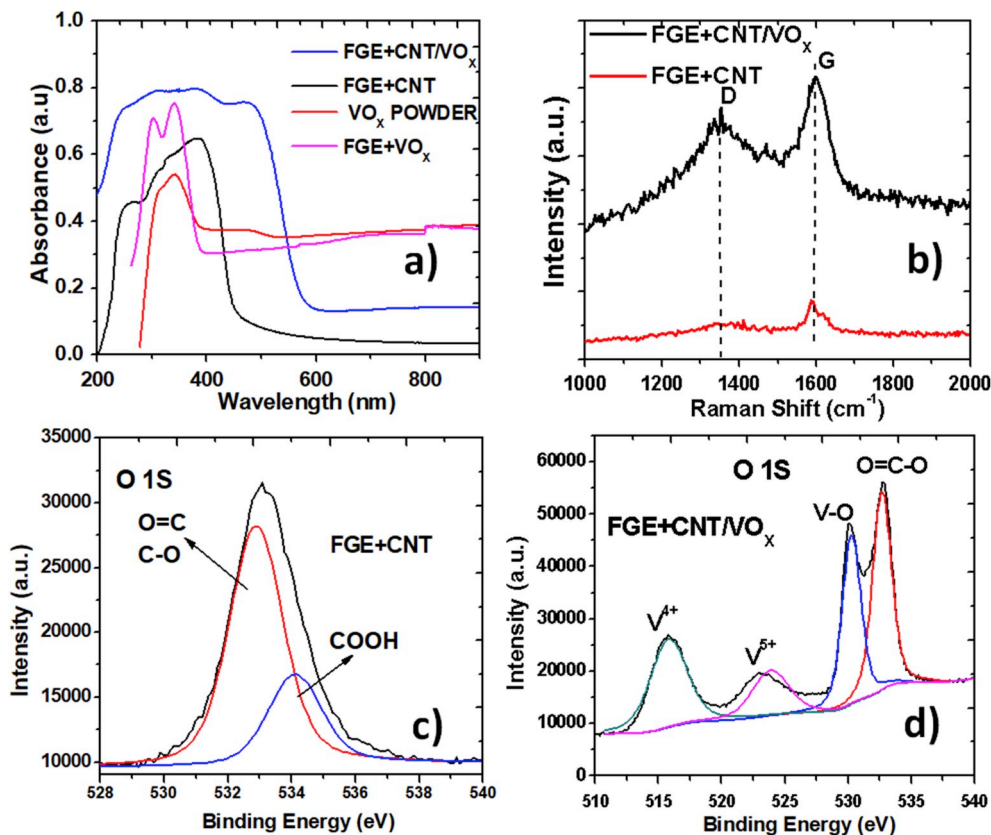 FGE+CNT/VOₓ
FGE+CNT
VOₓ POWDER
FGE+VOₓ
a)
Absorbance (a.u)
1.0
0.8
0.6
0.4
0.2
0.0
200 400 600 800
Wavelength (nm)
FGE+CNT/VOₓ
FGE+CNT
D
G
b)
Intensity (a.u.)
1000 1200 1400 1600 1800 2000
Raman Shift (cm⁻¹)
O 1S
O=C
C-O
FGE+CNT
COOH
c)
Intensity (a.u.)
35000
30000
25000
20000
15000
10000
528 530 532 534 536 538 540
Binding Energy (eV)
O 1S
O=C-O
V-O
FGE+CNT/VOₓ
V⁴⁺
V⁵⁺
d)
Intensity (a.u.)
60000
50000
40000
30000
20000
10000
0
510 515 520 525 530 535 540
Binding Energy (eV)